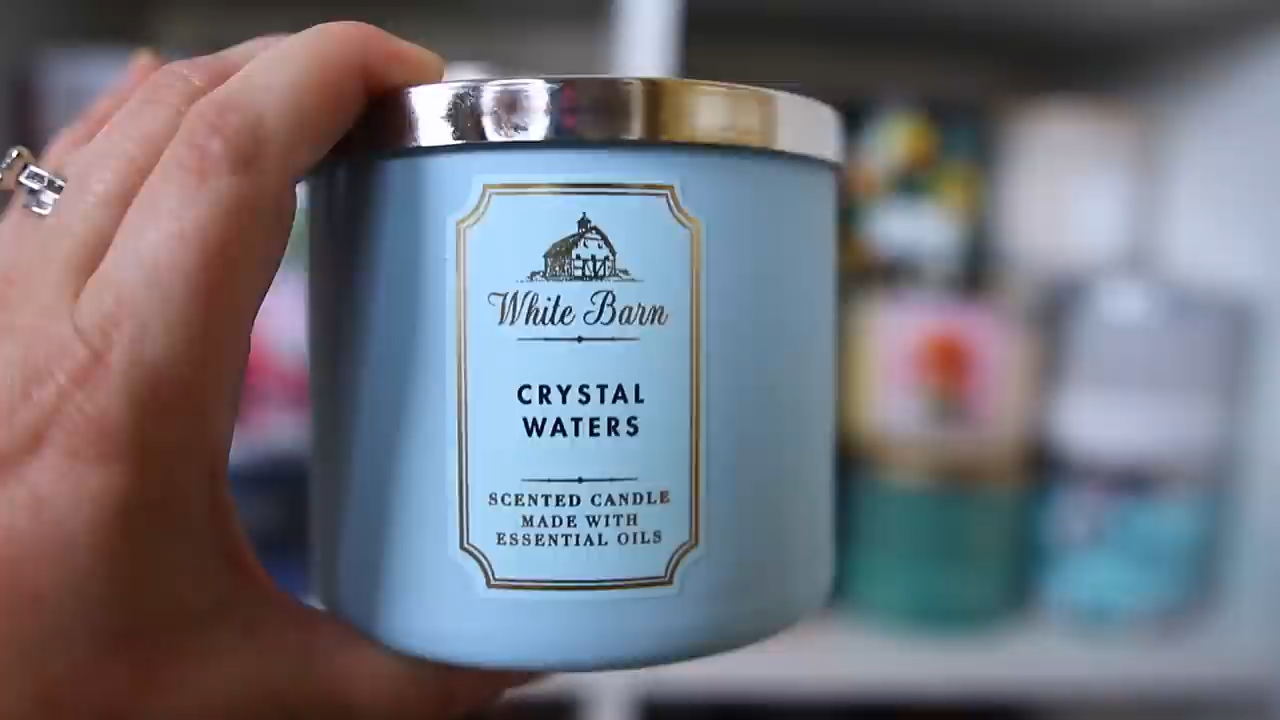 White Barn
CRYSTAL
WATERS
SCENTED CANDLE
MADE WITH
ESSENTIAL OILS